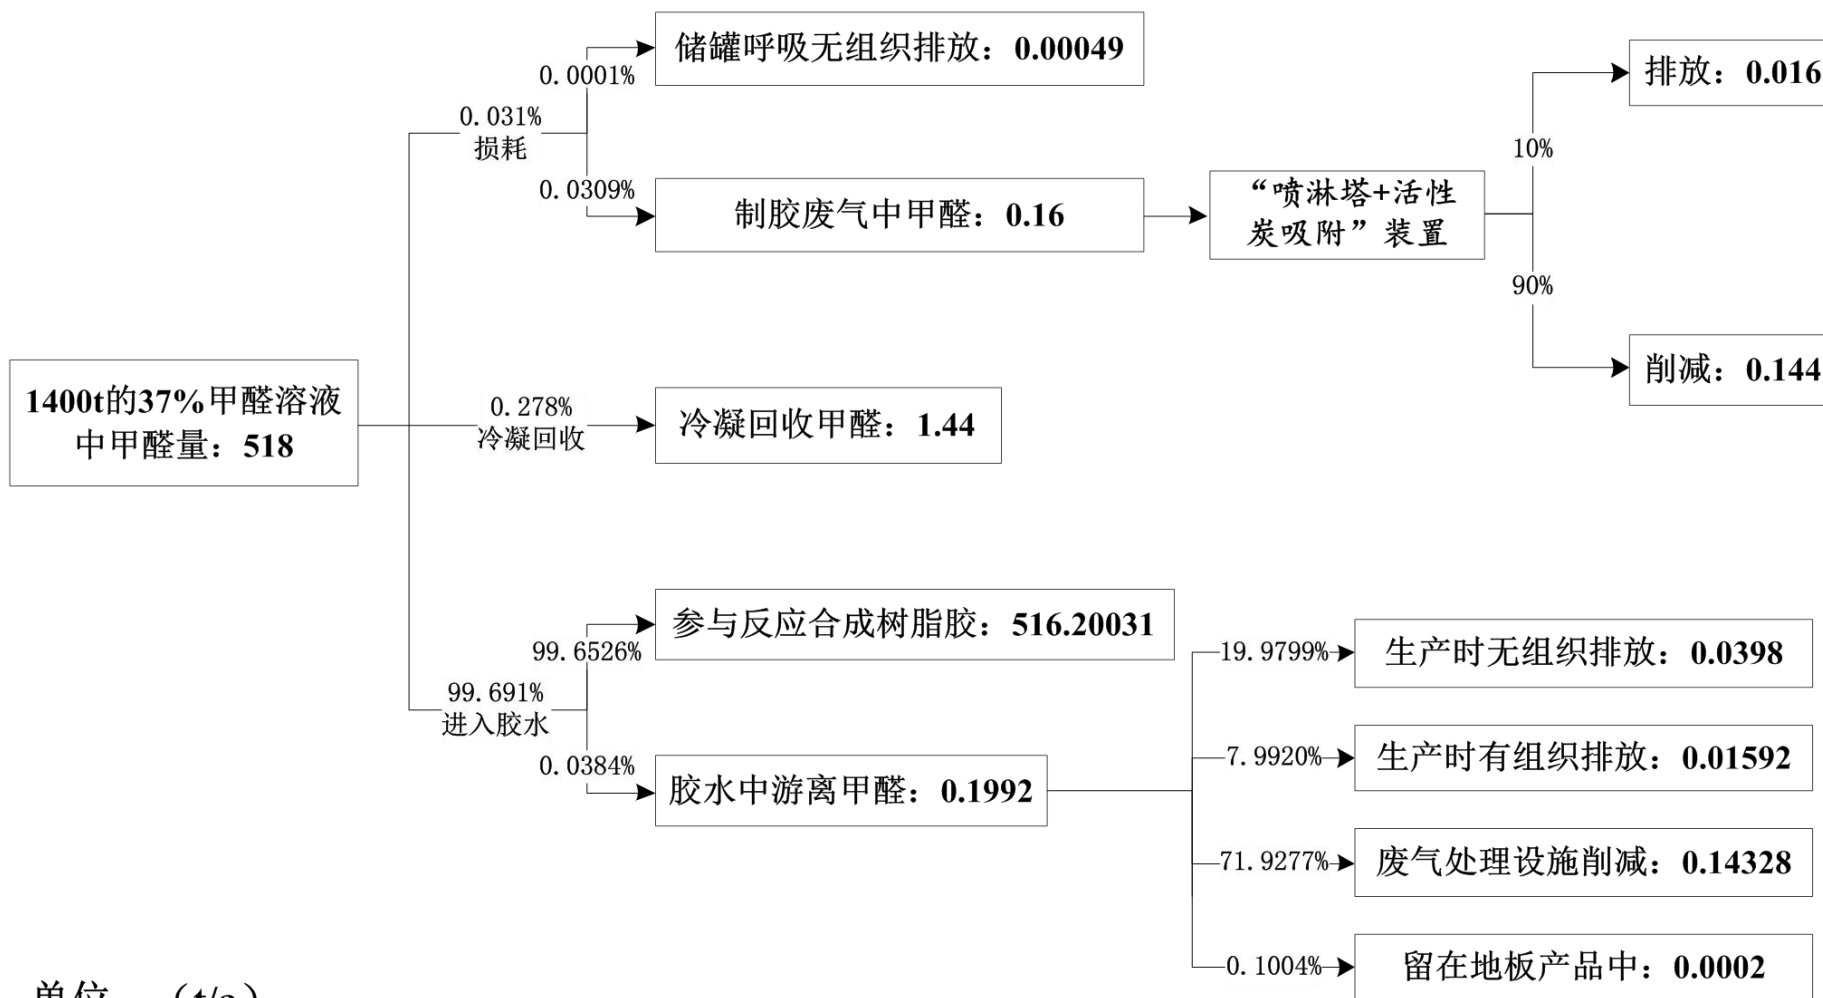 储罐呼吸无组织排放：0.00049
0.0001%
0.031%
损耗
0.0309%
制胶废气中甲醛：0.16
“喷淋塔+活性
炭吸附”装置
10%
排放：0.016
90%
削减：0.144
1400t的37%甲醛溶液
中甲醛量：518
0.278%
冷凝回收
冷凝回收甲醛：1.44
参与反应合成树脂胶：516.20031
99.6526%
99.691%
进入胶水
0.0384%
胶水中游离甲醛：0.1992
19.9799%
生产时无组织排放：0.0398
7.9920%
生产时有组织排放：0.01592
71.9277%
废气处理设施削减：0.14328
0.1004%
留在地板产品中：0.0002
单位 （t/a）